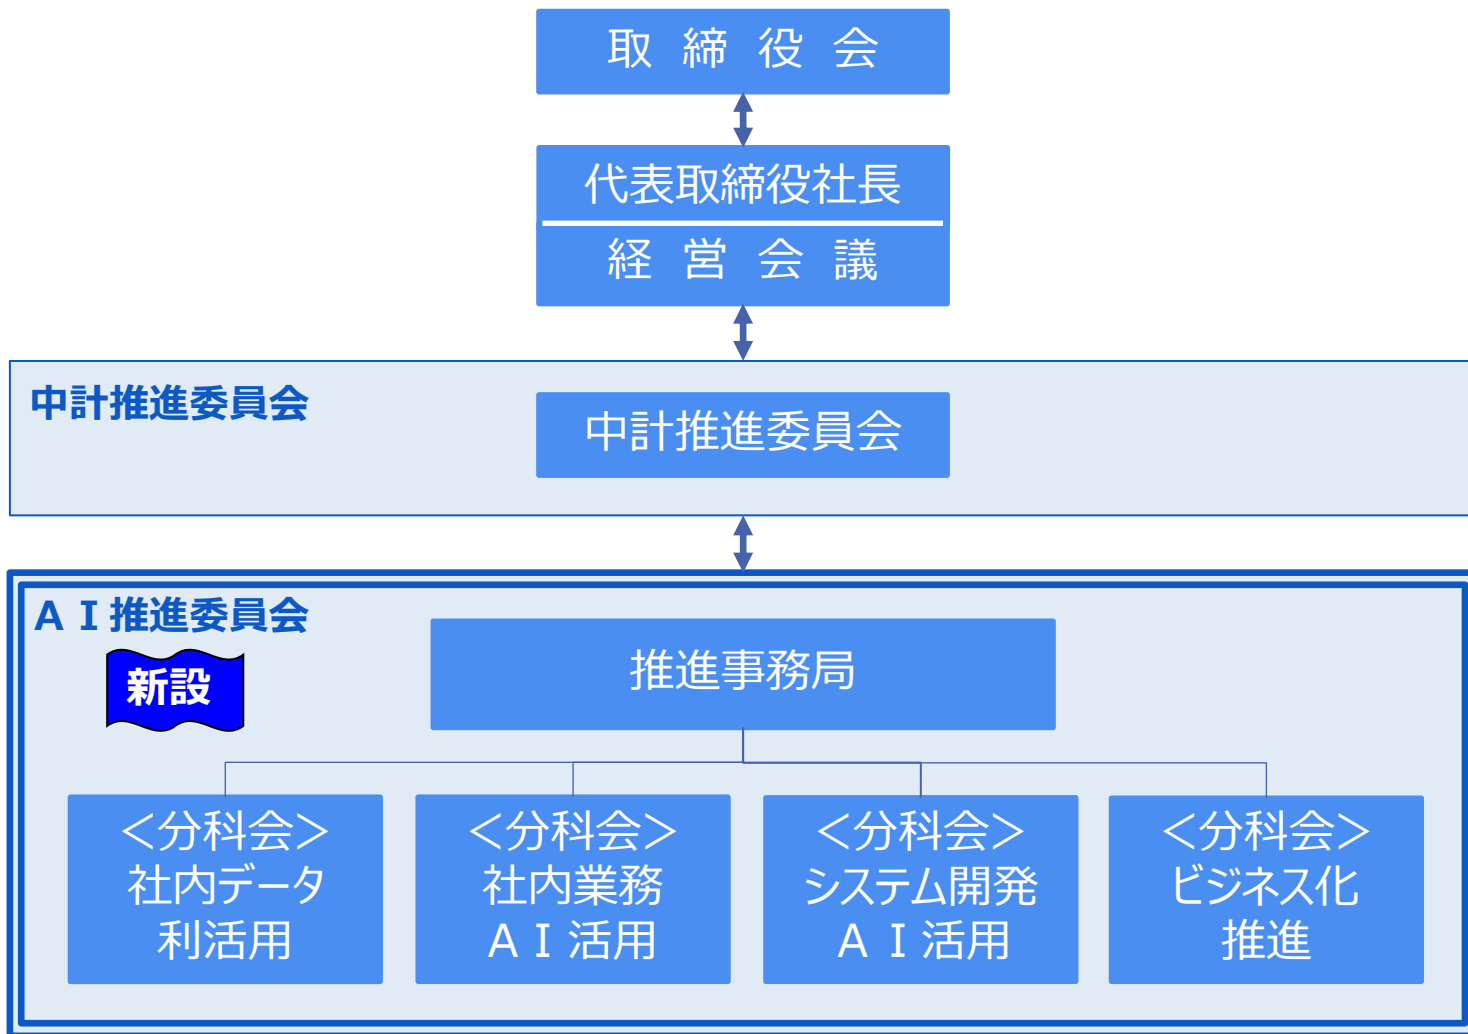 取　締　役　会
代表取締役社長
経　営　会　議
中計推進委員会
中計推進委員会
ＡＩ推進委員会
新設
推進事務局
＜分科会＞
社内データ
利活用
＜分科会＞
社内業務
ＡＩ活用
＜分科会＞
システム開発
ＡＩ活用
＜分科会＞
ビジネス化
推進